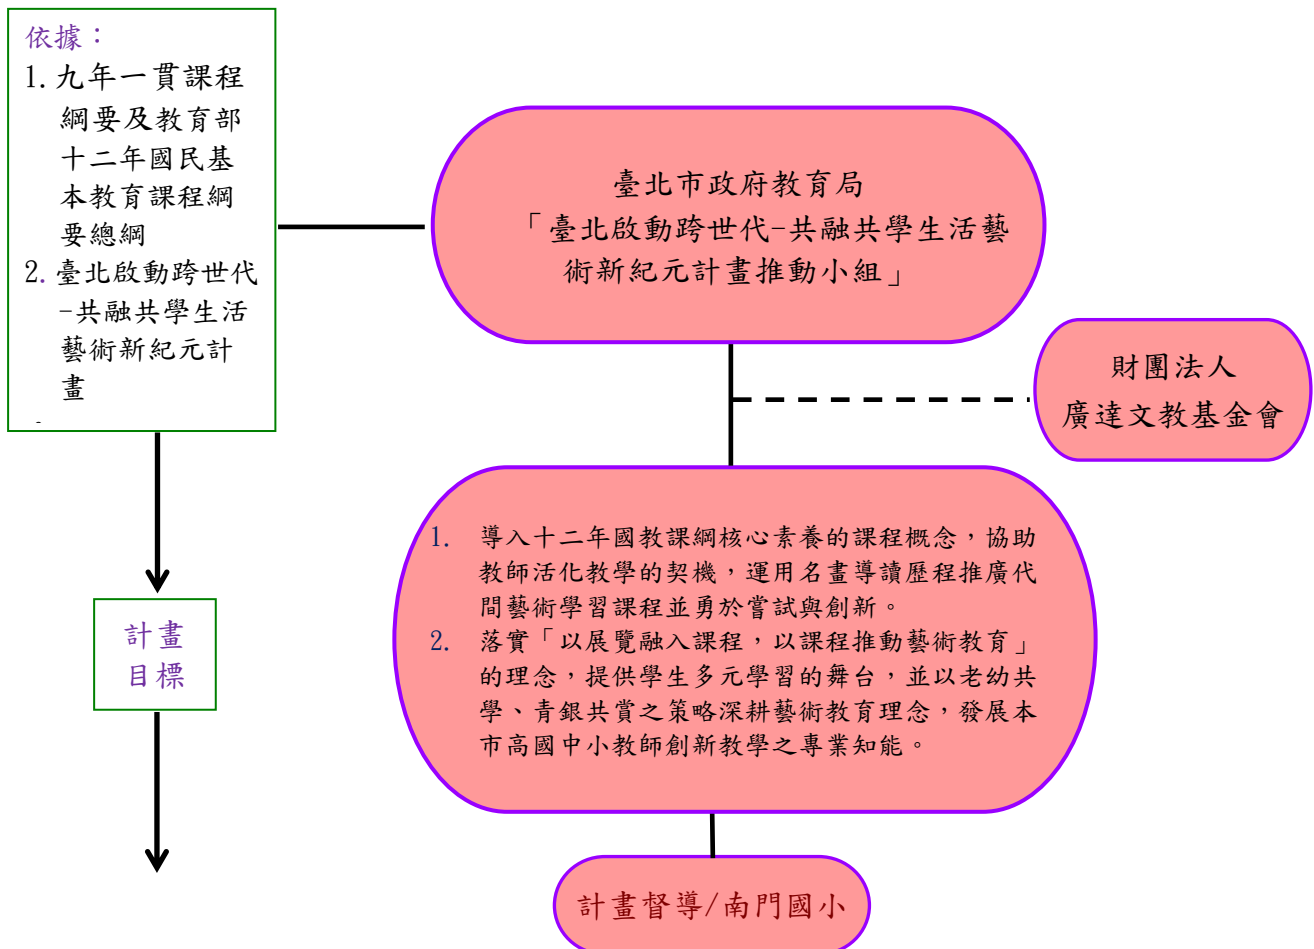 依據：
1. 九年一貫課程
綱要及教育部
十二年國民基
本教育課程綱
要總綱
2. 臺北啟動跨世代
-共融共學生活
藝術新紀元計
畫
臺北市政府教育局
「臺北啟動跨世代-共融共學生活藝
術新紀元計畫推動小組」
財團法人
廣達文教基金會
1. 導入十二年國教課綱核心素養的課程概念，協助
教師活化教學的契機，運用名畫導讀歷程推廣代
間藝術學習課程並勇於嘗試與創新。
2. 落實「以展覽融入課程，以課程推動藝術教育」
的理念，提供學生多元學習的舞台，並以老幼共
學、青銀共賞之策略深耕藝術教育理念，發展本
市高國中小教師創新教學之專業知能。
計畫
目標
計畫督導/南門國小